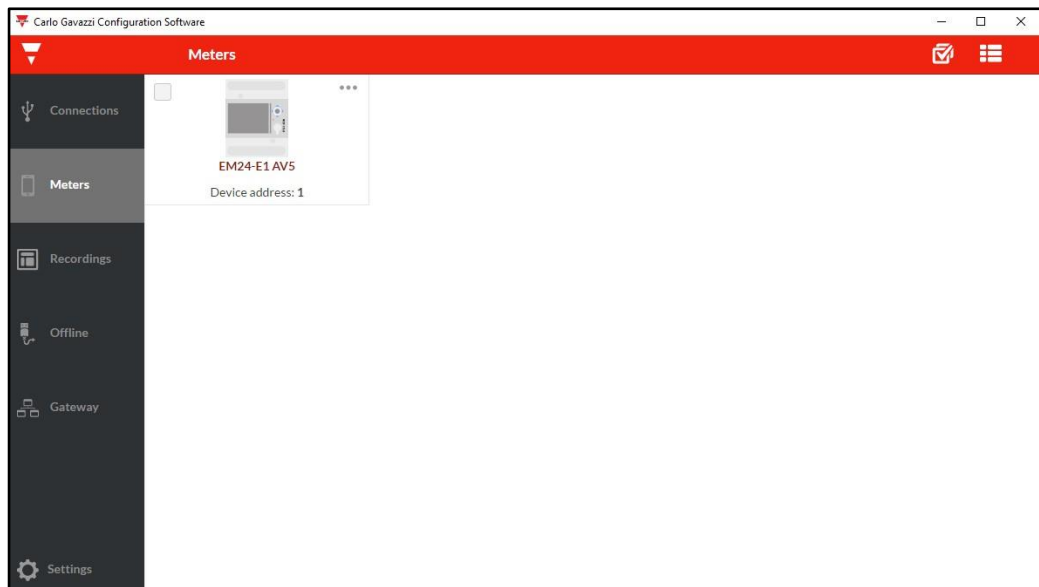 Carlo Gavazzi Configuration Software
Meters
Connections
Meters
Recordings
Offline
Gateway
Settings
EM24-E1 AV5
Device address: 1